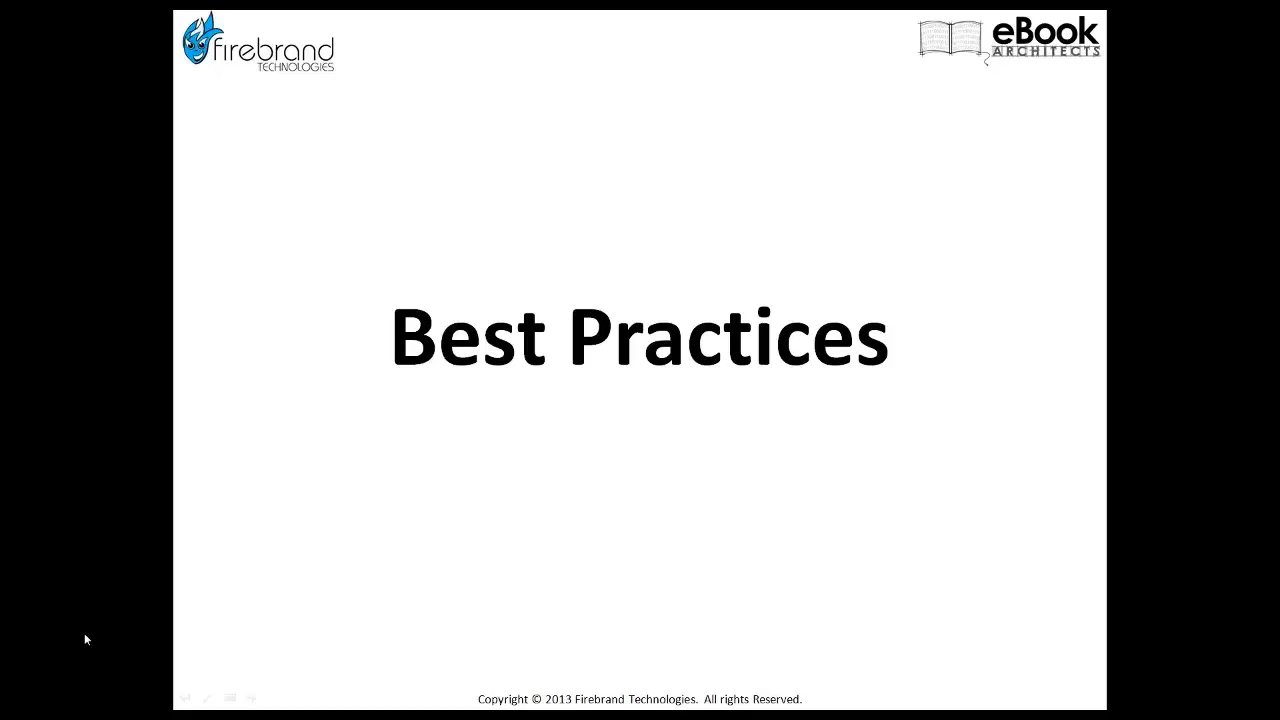 firebrand
TECHNOLOGIES
eBook
ARCHITECTS
Best Practices
Copyright © 2013 Firebrand Technologies. All rights Reserved.